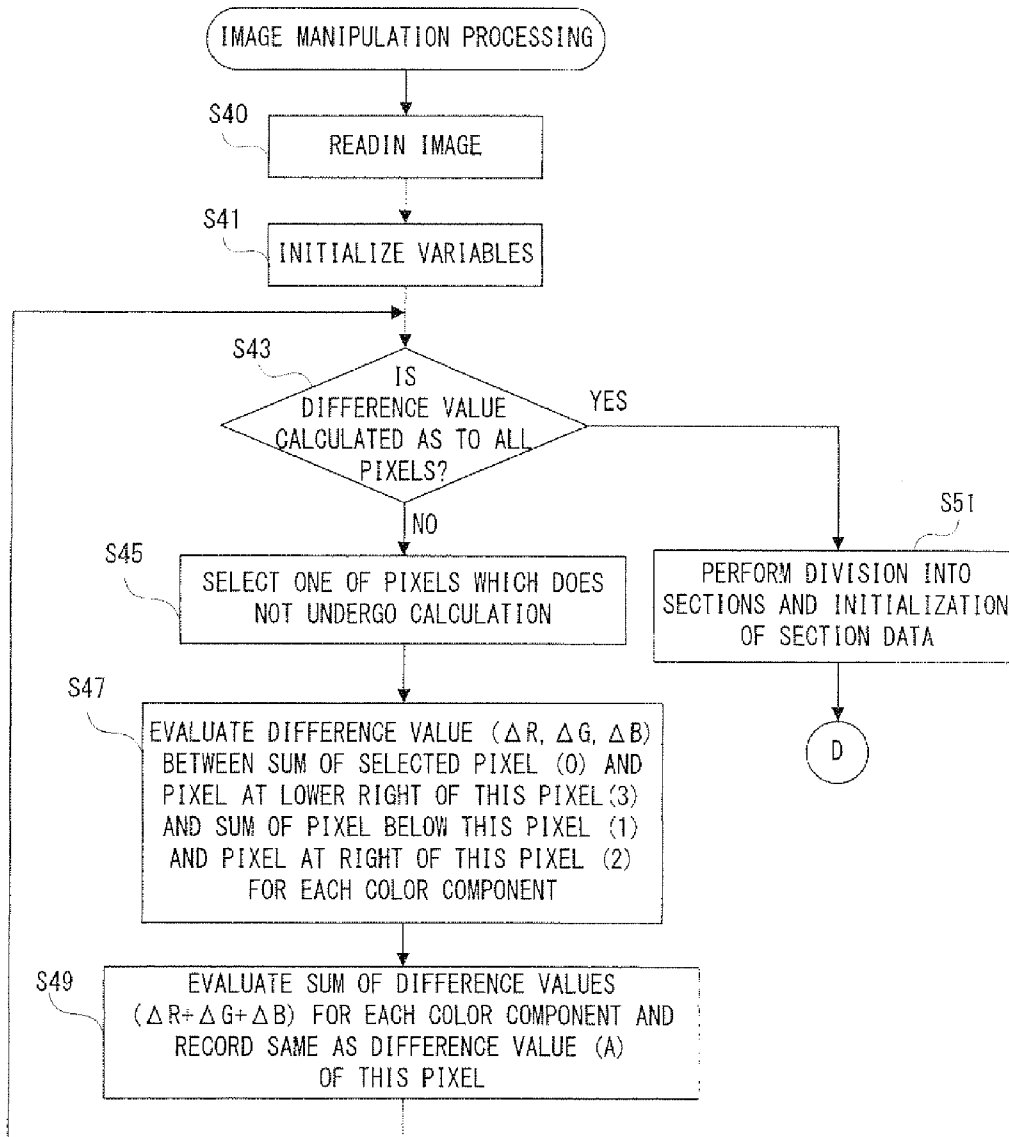 IMAGE MANIPULATION PROCESSING
S40
READIN IMAGE
S41
INITIALIZE VARIABLES
S43
IS
DIFFERENCE VALUE
CALCULATED AS TO ALL
PIXELS?
YES
NO
S45
SELECT ONE OF PIXELS WHICH DOES
NOT UNDERGO CALCULATION
S51
PERFORM DIVISION INTO
SECTIONS AND INITIALIZATION
OF SECTION DATA
D
S47
EVALUATE DIFFERENCE VALUE (ΔR, ΔG, ΔB)
BETWEEN SUM OF SELECTED PIXEL (0) AND
PIXEL AT LOWER RIGHT OF THIS PIXEL(3)
AND SUM OF PIXEL BELOW THIS PIXEL (1)
AND PIXEL AT RIGHT OF THIS PIXEL (2)
FOR EACH COLOR COMPONENT
S49
EVALUATE SUM OF DIFFERENCE VALUES
(ΔR+ΔG+ΔB) FOR EACH COLOR COMPONENT AND
RECORD SAME AS DIFFERENCE VALUE (A)
OF THIS PIXEL